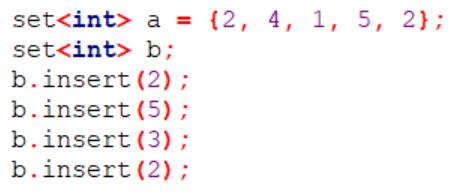 set<int> a = {2, 4, 1, 5, 2};
set<int> b;
b.insert(2);
b.insert(5);
b.insert(3);
b.insert(2);